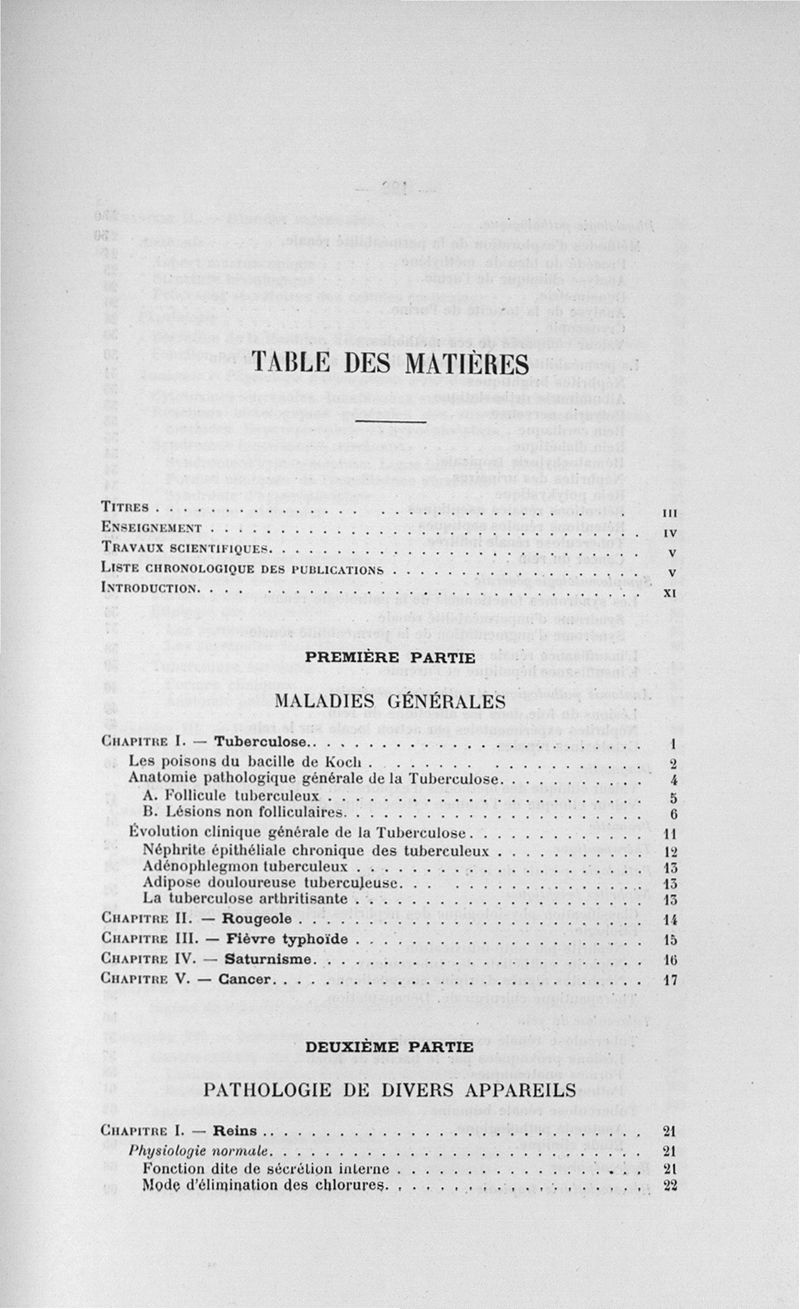 TABLE DES MATIÈRES
TITRES . . . . . . . . . . . . . . . . . . . . . . . . . . III
ENSEIGNEMENT . . . . . . . . . . . . . . . . . . . . . . . . . . IV
TRAVAUX SCIENTIFIQUES. . . . . . . . . . . . . . . . . . . . . . . . . . V
LISTE CHRONOLOGIQUE DES PUBLICATIONS . . . . . . . . . . . . . . . . . . V
INTRODUCTION. . . . . . . . . . . . . . . . . . . . . . . . . . XI
PREMIÈRE PARTIE
MALADIES GÉNÉRALES
CHAPITRE I. — Tuberculose. . . . . . . . . . . . . . . . . . . . . . . . 1
Les poisons du bacille de Koch . . . . . . . . . . . . . . . . . . . . 2
Anatomie pathologique générale de la Tuberculose. . . . . . . . . . . 4
A. Follicule tuberculeux . . . . . . . . . . . . . . . . . . . . . . . 5
B. Lésions non folliculaires. . . . . . . . . . . . . . . . . . . . . . 6
Évolution clinique générale de la Tuberculose. . . . . . . . . . . . . 11
Néphrite épithéliale chronique des tuberculeux . . . . . . . . . . . 12
Adénophlegmon tuberculeux . . . . . . . . . . . . . . . . . . . . . 13
Adipose douloureuse tuberculeuse. . . . . . . . . . . . . . . . . . 13
La tuberculose arthritisante . . . . . . . . . . . . . . . . . . . . . 13
CHAPITRE II. — Rougeole . . . . . . . . . . . . . . . . . . . . . . . . . 14
CHAPITRE III. — Fièvre typhoïde . . . . . . . . . . . . . . . . . . . . . 15
CHAPITRE IV. — Saturnisme. . . . . . . . . . . . . . . . . . . . . . . . 16
CHAPITRE V. — Cancer. . . . . . . . . . . . . . . . . . . . . . . . . . . 17
DEUXIÈME PARTIE
PATHOLOGIE DE DIVERS APPAREILS
CHAPITRE I. — Reins . . . . . . . . . . . . . . . . . . . . . . . . . . . 21
Physiologie normale. . . . . . . . . . . . . . . . . . . . . . . . . . . 21
Fonction dite de sécrétion interne . . . . . . . . . . . . . . . . . . 21
Mode d'élimination des chlorures. . . . . . . . . . . . . . . . . . . 22